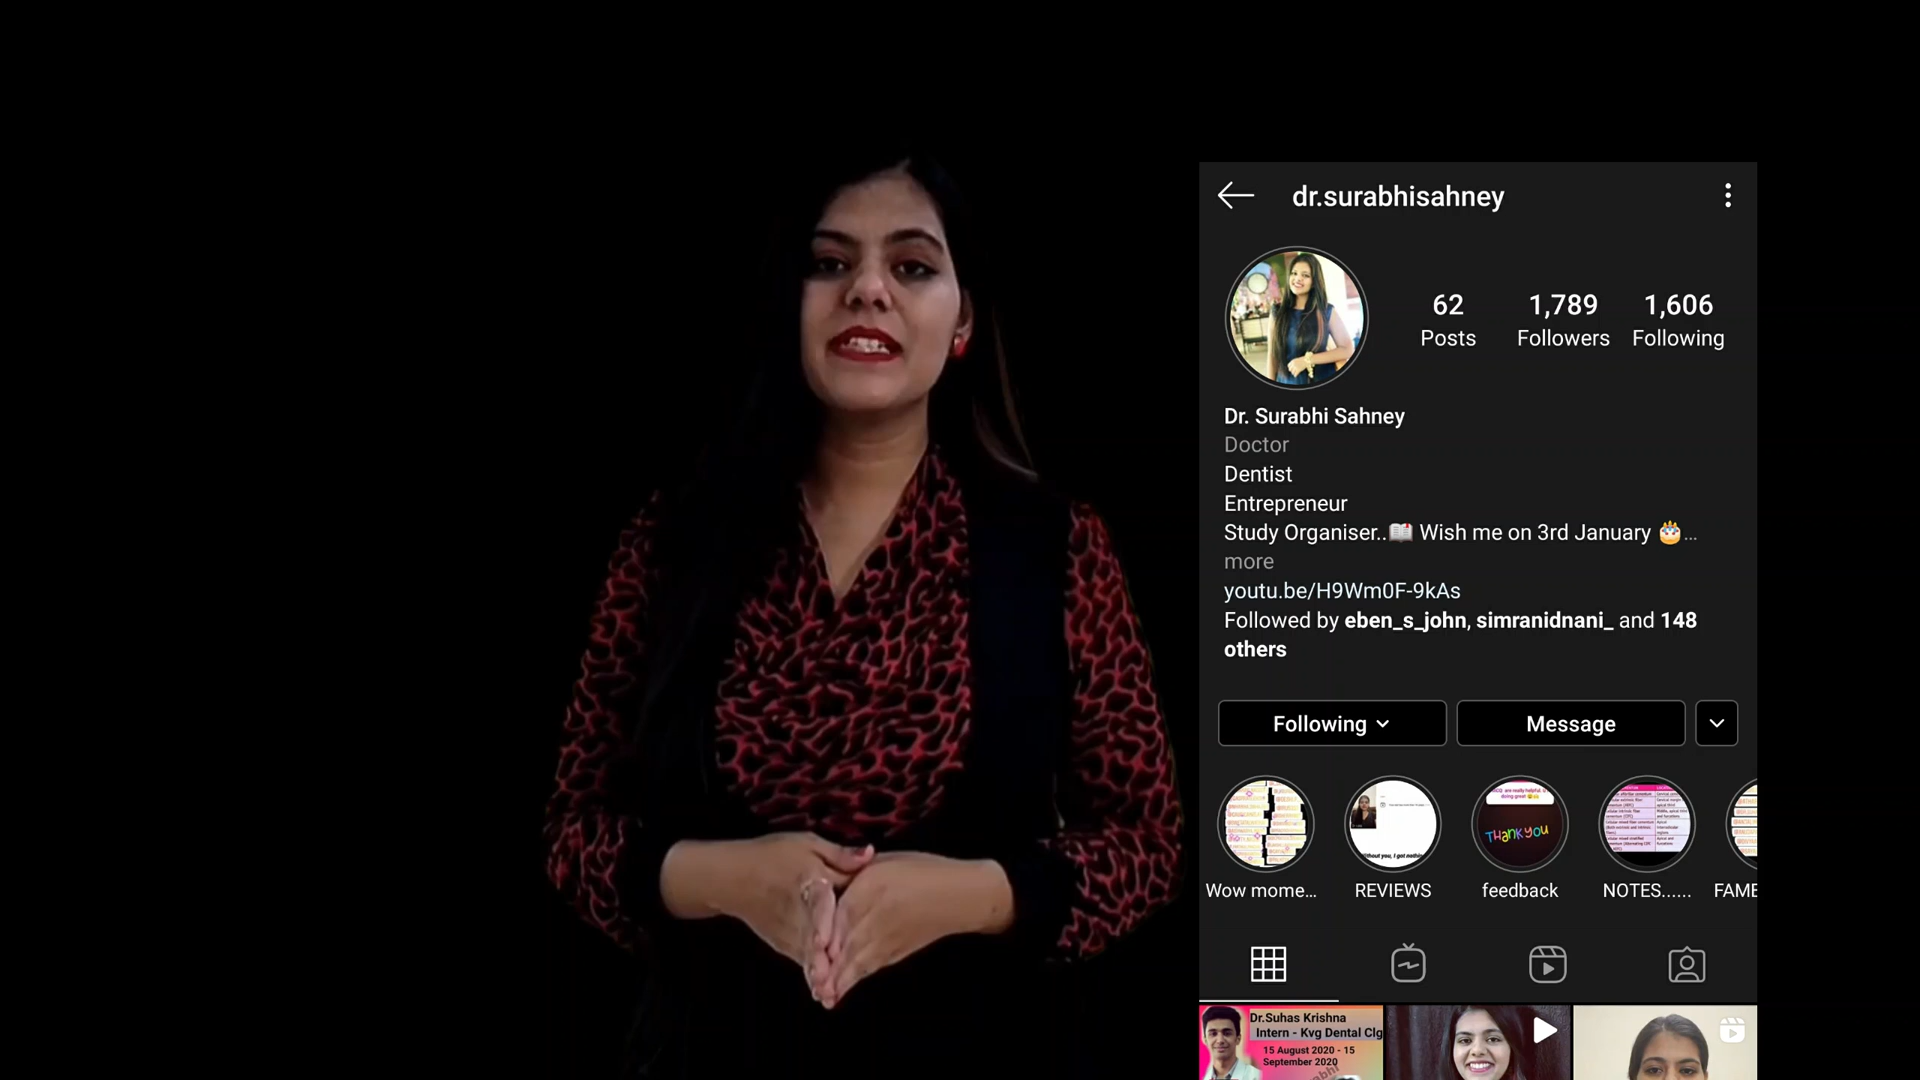 dr.surabhisahney
62
Posts
1,789
Followers
1,606
Following
Dr. Surabhi Sahney
Doctor
Dentist
Entrepreneur
Study Organiser..📖 Wish me on 3rd January 🎂...
more
youtu.be/H9Wm0F-9kAs
Followed by eben_s_john, simranidnani_ and 148
others
Following
Message
THANK YOU
Wow mome...
REVIEWS
feedback
NOTES......
FAME
Dr.Suhas Krishna
Intern - Kvg Dental Clg
15 August 2020 - 15
September 2020